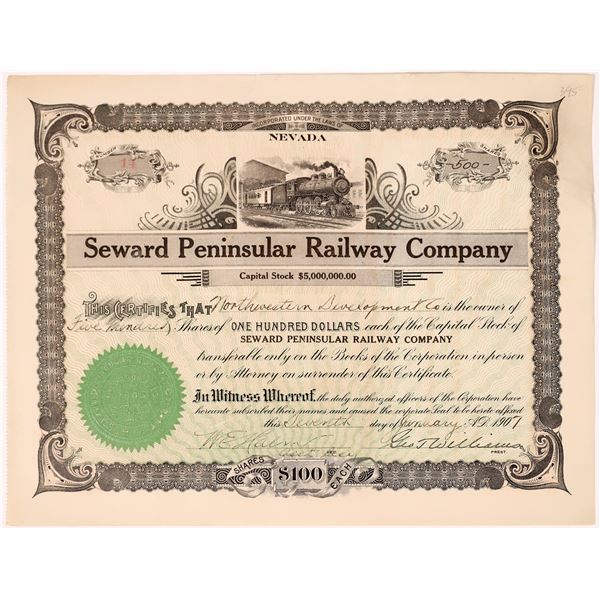 395
INCORPORATED UNDER THE LAWS OF
NEVADA
-500-
Seward Peninsular Railway Company
Capital Stock $5,000,000.00
THIS CERTIFIES THAT Northwestern Development Co is the owner of
Five Hundred Shares of ONE HUNDRED DOLLARS each of the Capital Stock of
SEWARD PENINSULAR RAILWAY COMPANY
transferable only on the Books of the Corporation in person
or by Attorney on surrender of this Certificate.
In Witness Whereof, the duly authorized officers of the Corporation have
hereunto subscribed their names and caused the corporate Seal to be hereto affixed
this Seventh day of January A.D. 1907
Geo T Williams
PREST.
SHARES $100 EACH